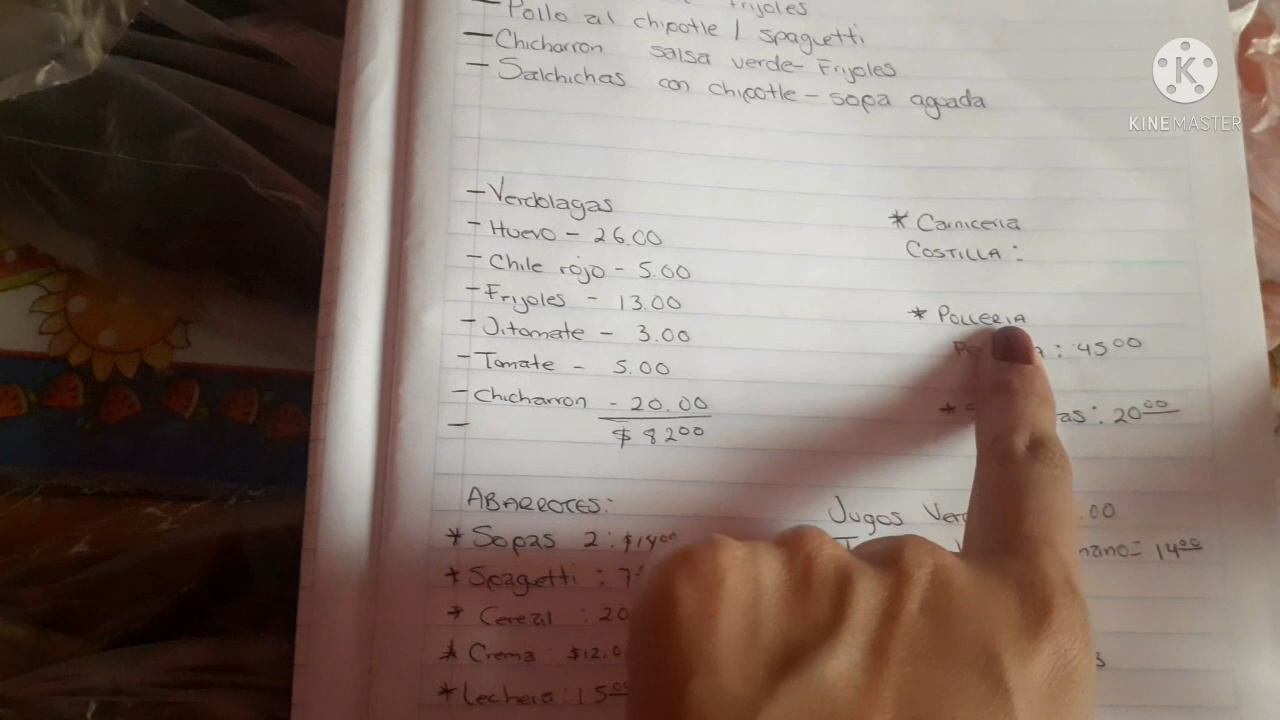 Frijoles
- Pollo al chipotle / spaguetti
- Chicharron salsa verde - Frijoles
- Salchichas con chipotle - sopa aguada
- Verdolagas
- Huevo - 26.00
- Chile rojo - 5.00
- Frijoles - 13.00
- Jitomate - 3.00
- Tomate - 5.00
- Chicharron - 20.00
- $ 82.00
* Carniceria
COSTILLA :
* POLLERIA
: 45.00
* as : 20.00
ABARROTES:
* Sopas 2 : $14.00
* Spaguetti : 7
* Cereal : 20
* Crema : $12.0
* Lechera : 15.00
Jugos Verd .00
mano = 14.00
KINEMASTER